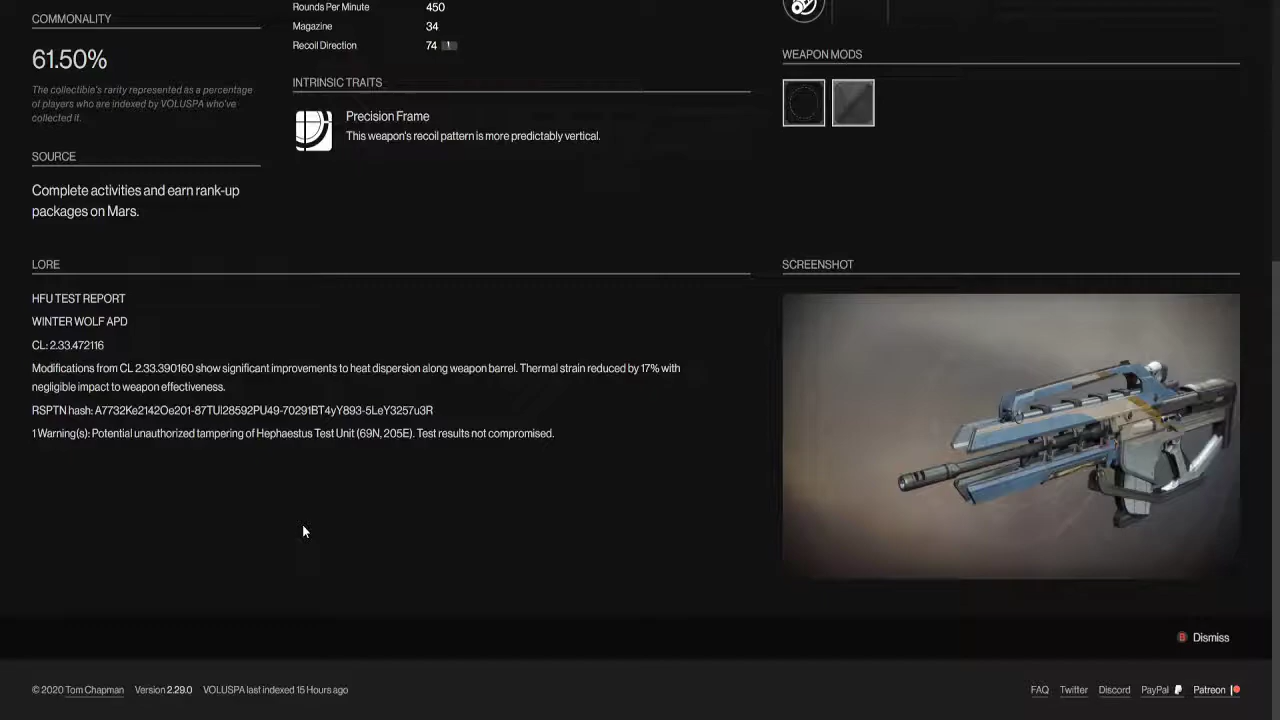 COMMONALITY
61.50%
The collectible's rarity represented as a percentage
of players who are indexed by VOLUSPA who've
collected it.
SOURCE
Complete activities and earn rank-up
packages on Mars.
Rounds Per Minute 450
Magazine 34
Recoil Direction 74
INTRINSIC TRAITS
Precision Frame
This weapon's recoil pattern is more predictably vertical.
WEAPON MODS
LORE
HFU TEST REPORT
WINTER WOLF APD
CL: 2.33.472116
Modifications from CL 2.33.390160 show significant improvements to heat dispersion along weapon barrel. Thermal strain reduced by 17% with
negligible impact to weapon effectiveness.
RSPTN hash: A7732Ke2142Oe201-87TUI28592PU49-70291BT4yY893-5LeY3257u3R
1 Warning(s): Potential unauthorized tampering of Hephaestus Test Unit (69N, 205E). Test results not compromised.
SCREENSHOT
B Dismiss
© 2020 Tom Chapman Version 2.29.0 VOLUSPA last indexed 15 Hours ago
FAQ Twitter Discord PayPal Patreon